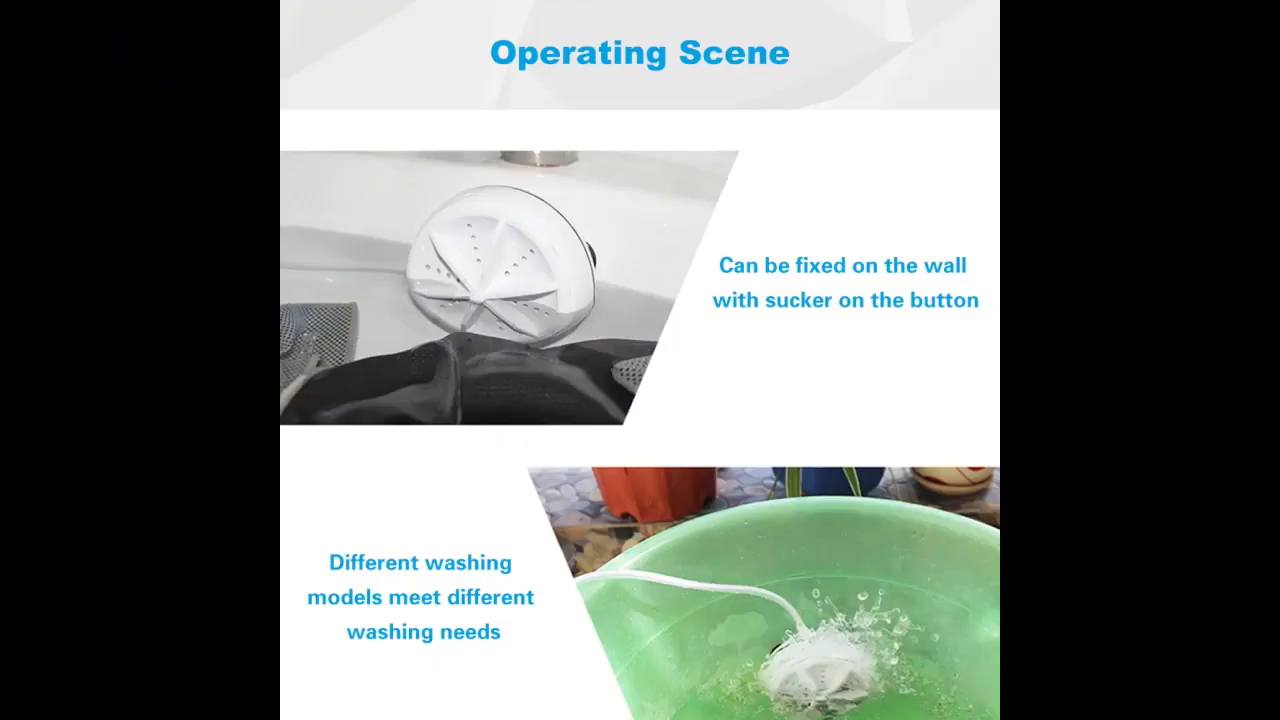 Operating Scene
Can be fixed on the wall
with sucker on the button
Different washing
models meet different
washing needs